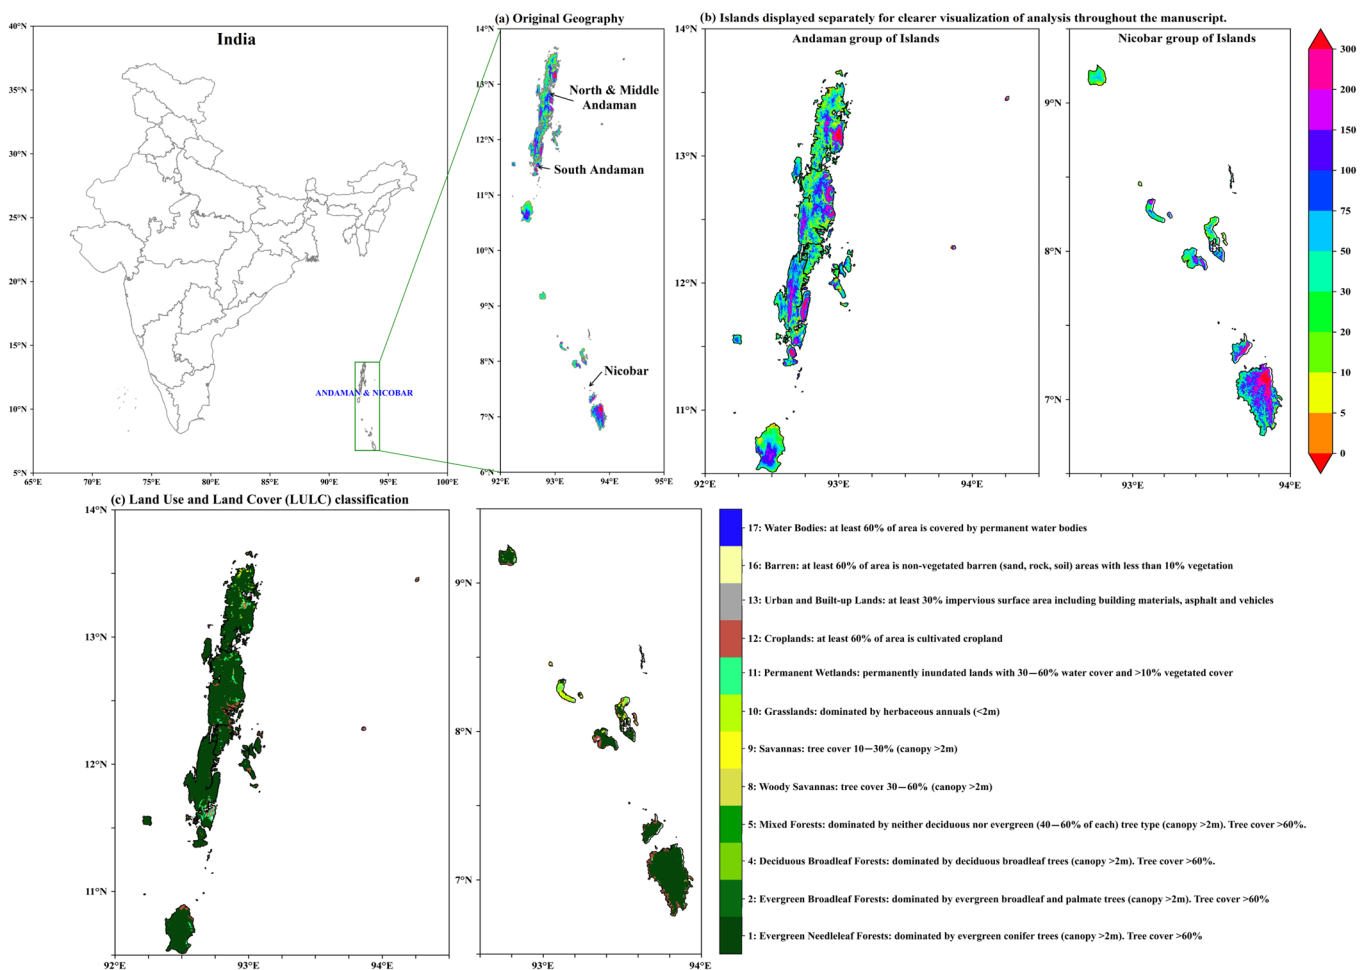 India
40°N
35°N
30°N
25°N
20°N
15°N
10°N
5°N
65°E
70°E
75°E
80°E
85°E
90°E
95°E
100°E
ANDAMAN & NICOBAR
(a) Original Geography
14°N
13°N
12°N
11°N
10°N
9°N
8°N
7°N
6°N
92°E
93°E
94°E
95°E
North & Middle
Andaman
South Andaman
Nicobar
(b) Islands displayed separately for clearer visualization of analysis throughout the manuscript.
Andaman group of Islands
14°N
13°N
12°N
11°N
92°E
93°E
94°E
Nicobar group of Islands
9°N
8°N
7°N
93°E
94°E
300
200
150
100
75
50
30
20
10
5
0
(c) Land Use and Land Cover (LULC) classification
14°N
13°N
12°N
11°N
92°E
93°E
94°E
9°N
8°N
7°N
93°E
94°E
17: Water Bodies: at least 60% of area is covered by permanent water bodies
16: Barren: at least 60% of area is non-vegetated barren (sand, rock, soil) areas with less than 10% vegetation
13: Urban and Built-up Lands: at least 30% impervious surface area including building materials, asphalt and vehicles
12: Croplands: at least 60% of area is cultivated cropland
11: Permanent Wetlands: permanently inundated lands with 30—60% water cover and >10% vegetated cover
10: Grasslands: dominated by herbaceous annuals (<2m)
9: Savannas: tree cover 10—30% (canopy >2m)
8: Woody Savannas: tree cover 30—60% (canopy >2m)
5: Mixed Forests: dominated by neither deciduous nor evergreen (40—60% of each) tree type (canopy >2m). Tree cover >60%.
4: Deciduous Broadleaf Forests: dominated by deciduous broadleaf trees (canopy >2m). Tree cover >60%.
2: Evergreen Broadleaf Forests: dominated by evergreen broadleaf and palmate trees (canopy >2m). Tree cover >60%
1: Evergreen Needleleaf Forests: dominated by evergreen conifer trees (canopy >2m). Tree cover >60%